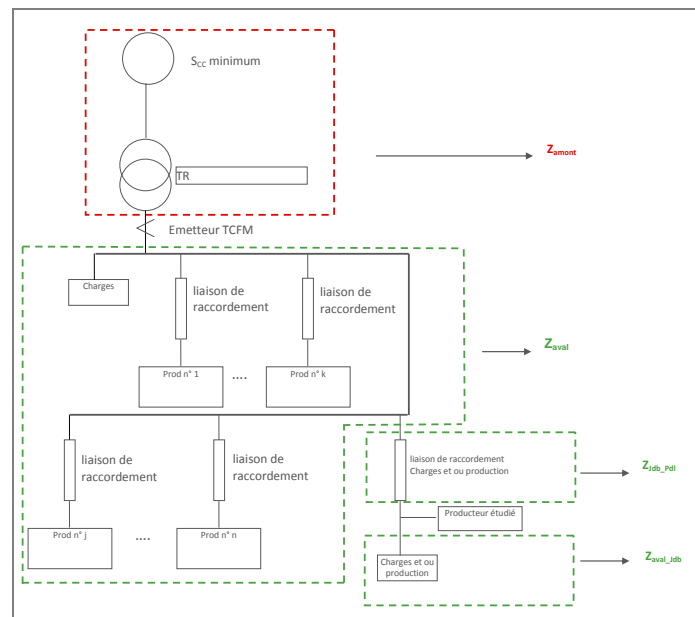 S_CC minimum
Z_amont
TR
Emetteur TCFM
Charges
liaison de
raccordement
liaison de
raccordement
Z_aval
Prod n° 1
....
Prod n° k
liaison de
raccordement
liaison de
raccordement
liaison de raccordement
Charges et ou production
Z_Jdb_Pdl
Producteur étudié
Prod n° j
....
Prod n° n
Charges et ou
production
Z_aval_Jdb